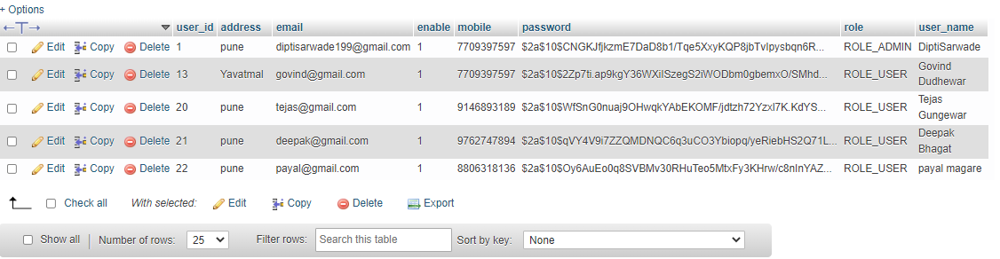 + Options
←T→ user_id address email enable mobile password role user_name
Edit Copy Delete 1 pune diptisarwade199@gmail.com 1 7709397597 $2a$10$CNGKJfjkzmE7DaD8b1/Tqe5XxyKQP8jbTvIpysbqn6R... ROLE_ADMIN DiptiSarwade
Edit Copy Delete 13 Yavatmal govind@gmail.com 1 7709397597 $2a$10$2Zp7ti.ap9kgY36WXilSzegS2iWODbm0gbemxO/SMhd... ROLE_USER Govind
Dudhewar
Edit Copy Delete 20 pune tejas@gmail.com 1 9146893189 $2a$10$WfSnG0nuaj9OHwqkYAbEKOMF/jdtzh72Yzxl7K.KdYS... ROLE_USER Tejas
Gungewar
Edit Copy Delete 21 pune deepak@gmail.com 1 9762747894 $2a$10$qVY4V9i7ZZQMDNQC6q3uCO3Ybiopq/yeRiebHS2Q71L... ROLE_USER Deepak
Bhagat
Edit Copy Delete 22 pune payal@gmail.com 1 8806318136 $2a$10$Oy6AuEo0q8SVBMv30RHuTeo5MtxFy3KHrw/c8nInYAZ... ROLE_USER payal magare
Check all With selected: Edit Copy Delete Export
Show all Number of rows: 25 Filter rows: Search this table Sort by key: None